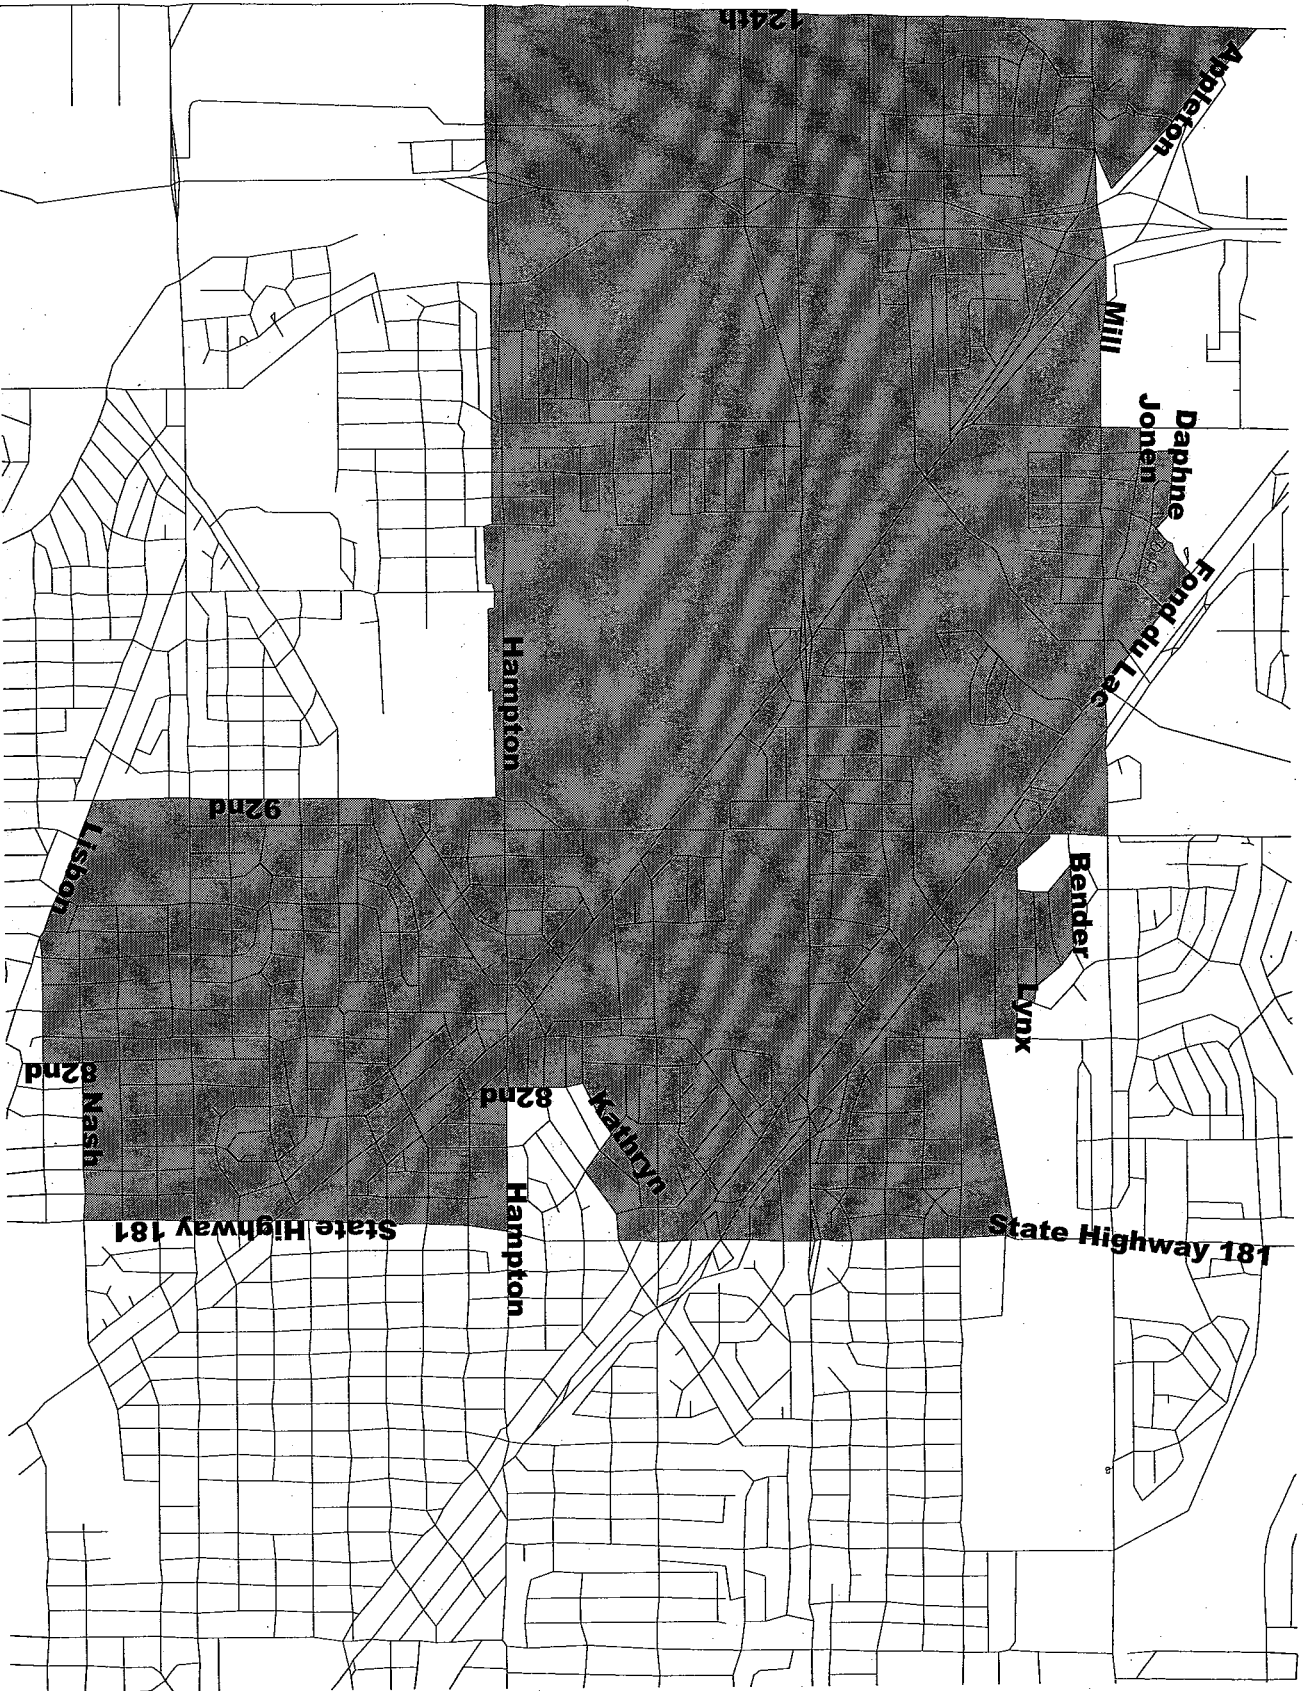 124th
Appleton
Mill
Jonen
Daphne
Fond du Lac
Hampton
92nd
Lisbon
Bender
Lynx
82nd
82nd
Nash
Kathryn
Hampton
State Highway 181
State Highway 181